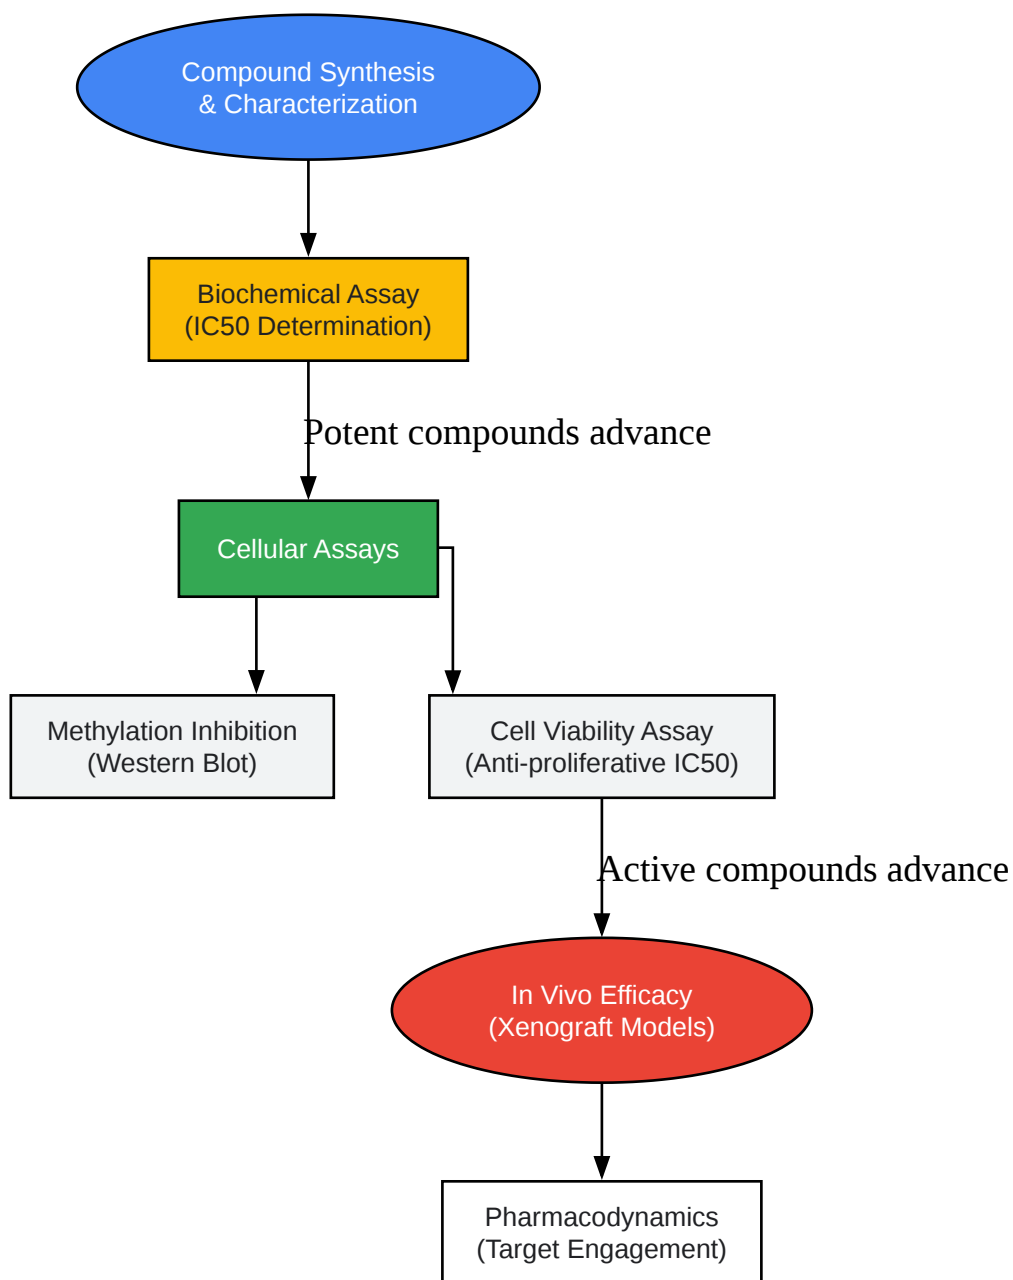 Compound Synthesis
& Characterization
Biochemical Assay
(IC50 Determination)
Potent compounds advance
Cellular Assays
Methylation Inhibition
(Western Blot)
Cell Viability Assay
(Anti-proliferative IC50)
Active compounds advance
In Vivo Efficacy
(Xenograft Models)
Pharmacodynamics
(Target Engagement)